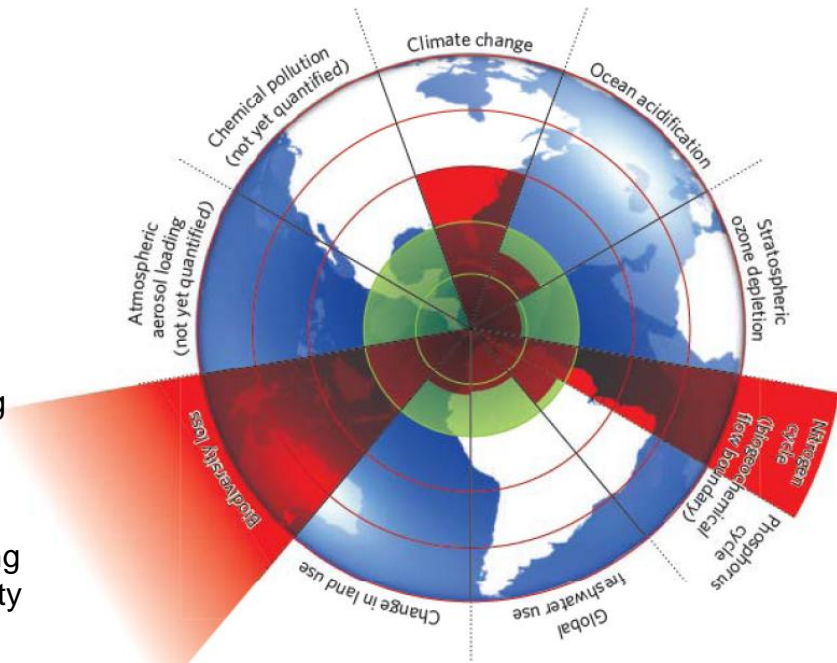 Climate change
Ocean acidification
Stratospheric
ozone depletion
Nitrogen
cycle
(biogeochemical
flow boundary)
Phosphorus
cycle
Global
freshwater use
Change in land use
Biodiversity loss
Atmospheric
aerosol loading
(not yet quantified)
Chemical pollution
(not yet quantified)